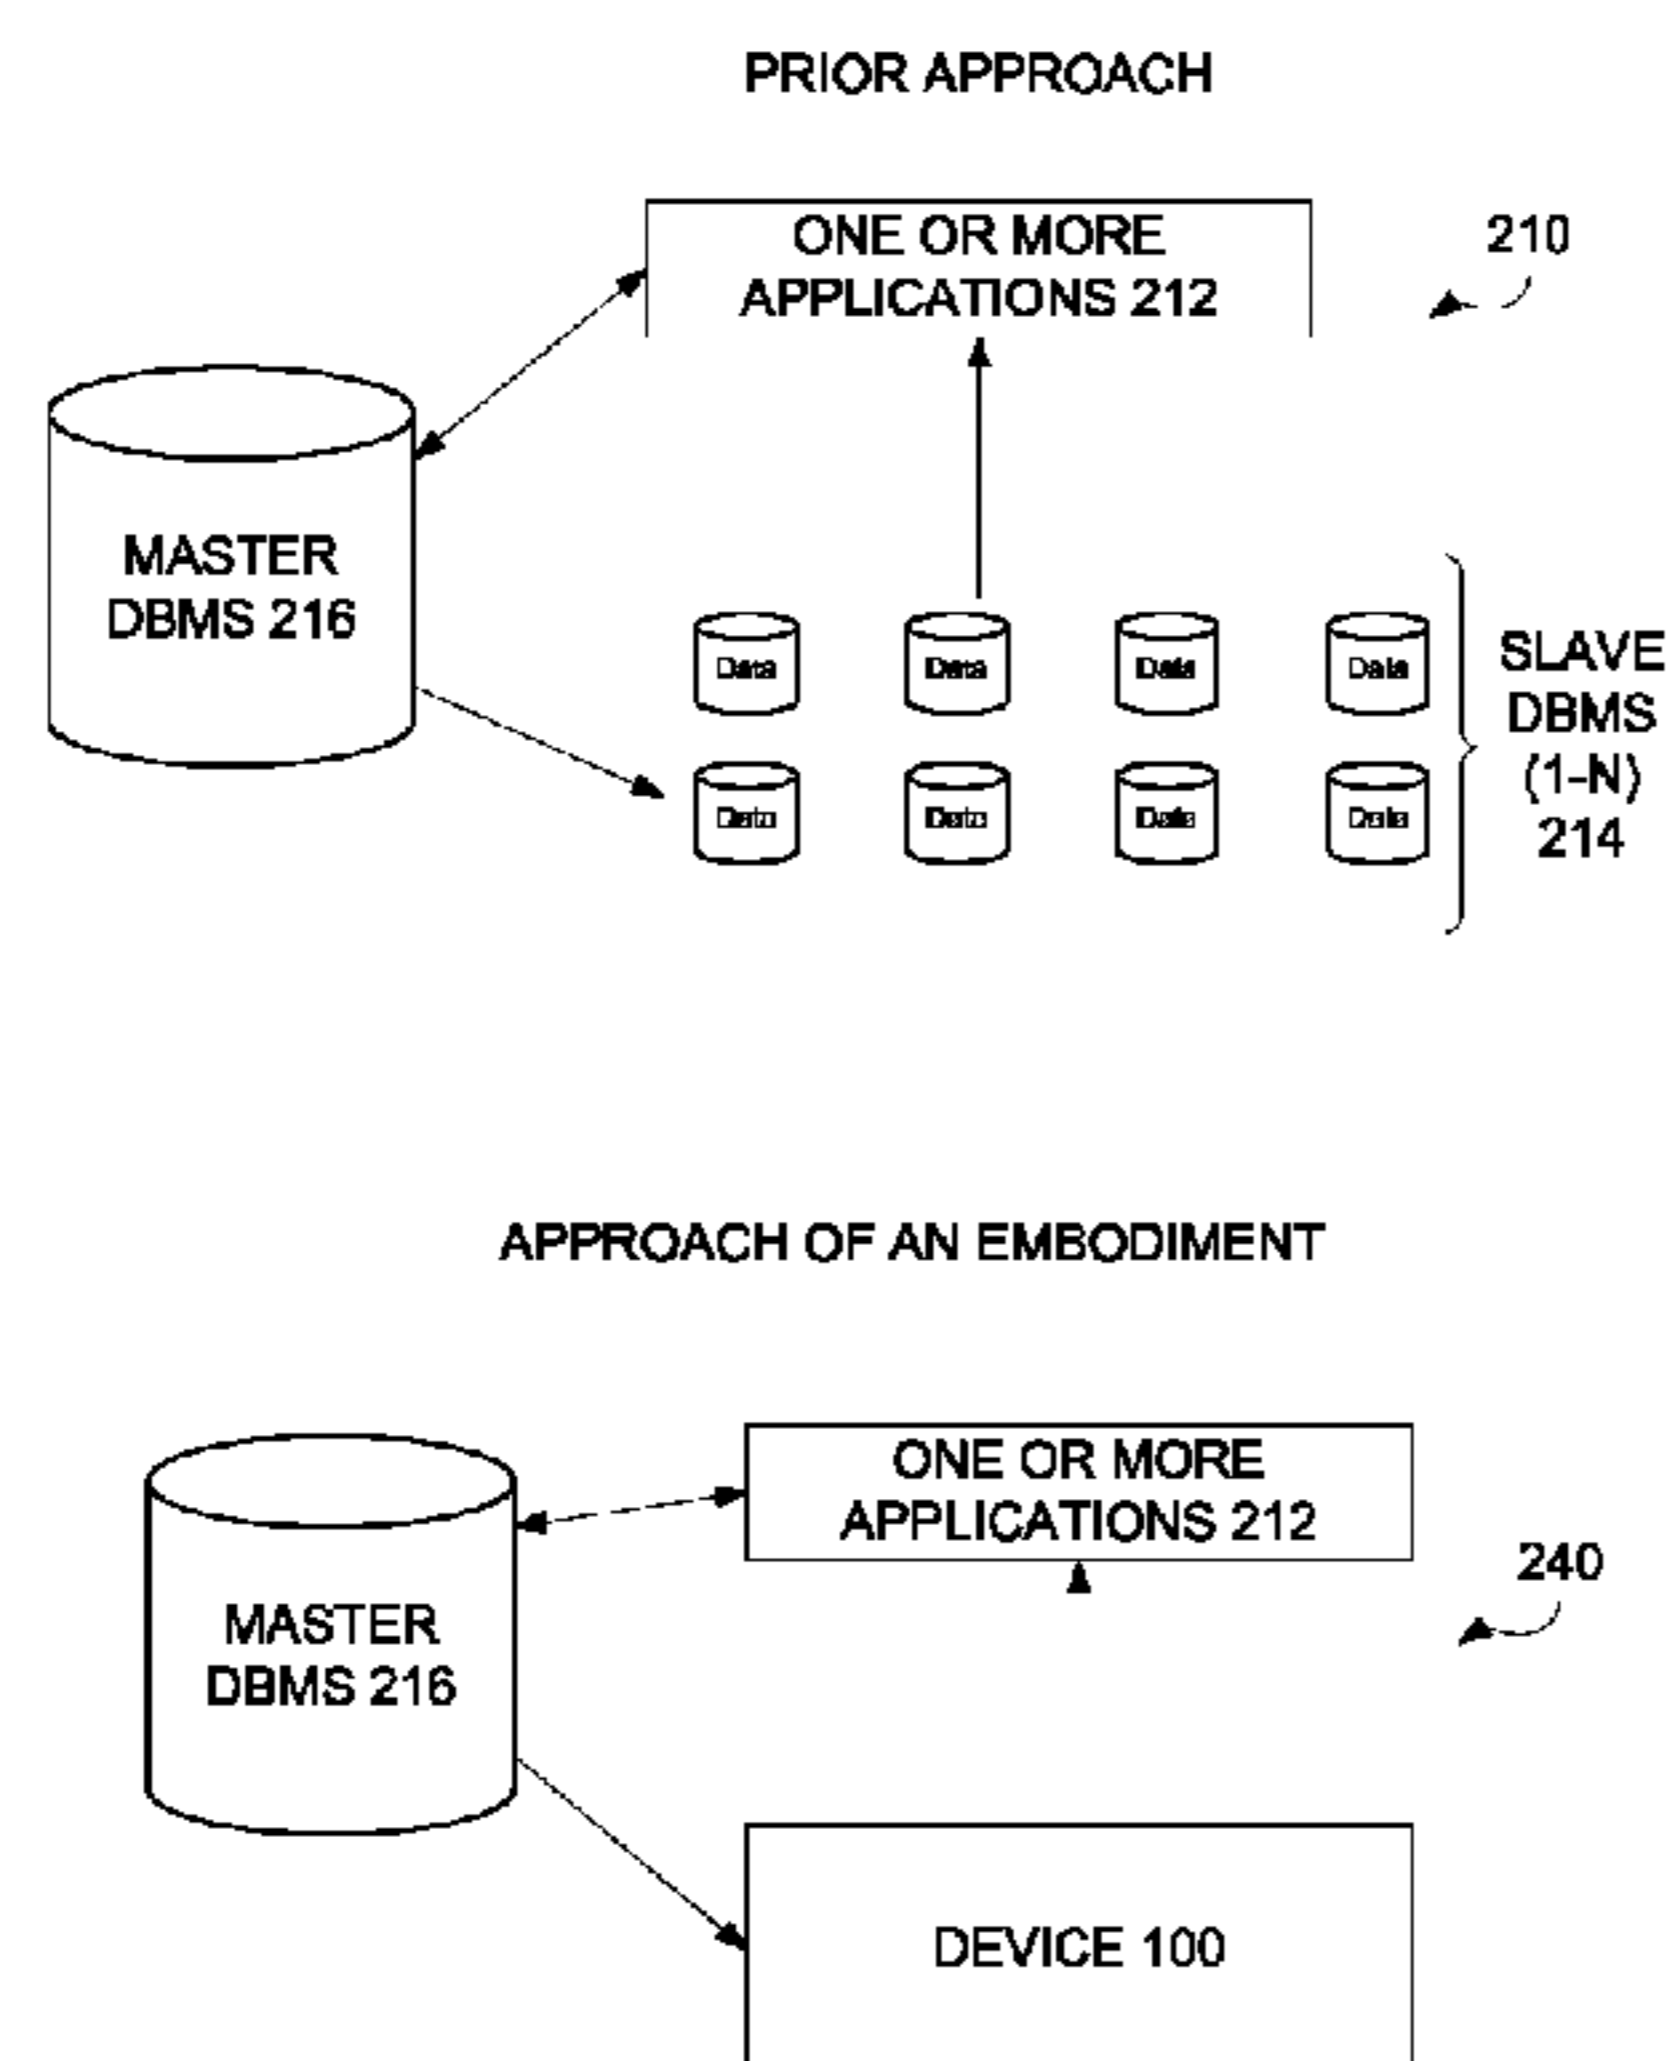 PRIOR APPROACH
ONE OR MORE
APPLICATIONS 212
210
MASTER
DBMS 216
Data
Data
Data
Data
SLAVE
DBMS
(1-N)
214
Data
Data
Data
Data
APPROACH OF AN EMBODIMENT
ONE OR MORE
APPLICATIONS 212
240
MASTER
DBMS 216
DEVICE 100